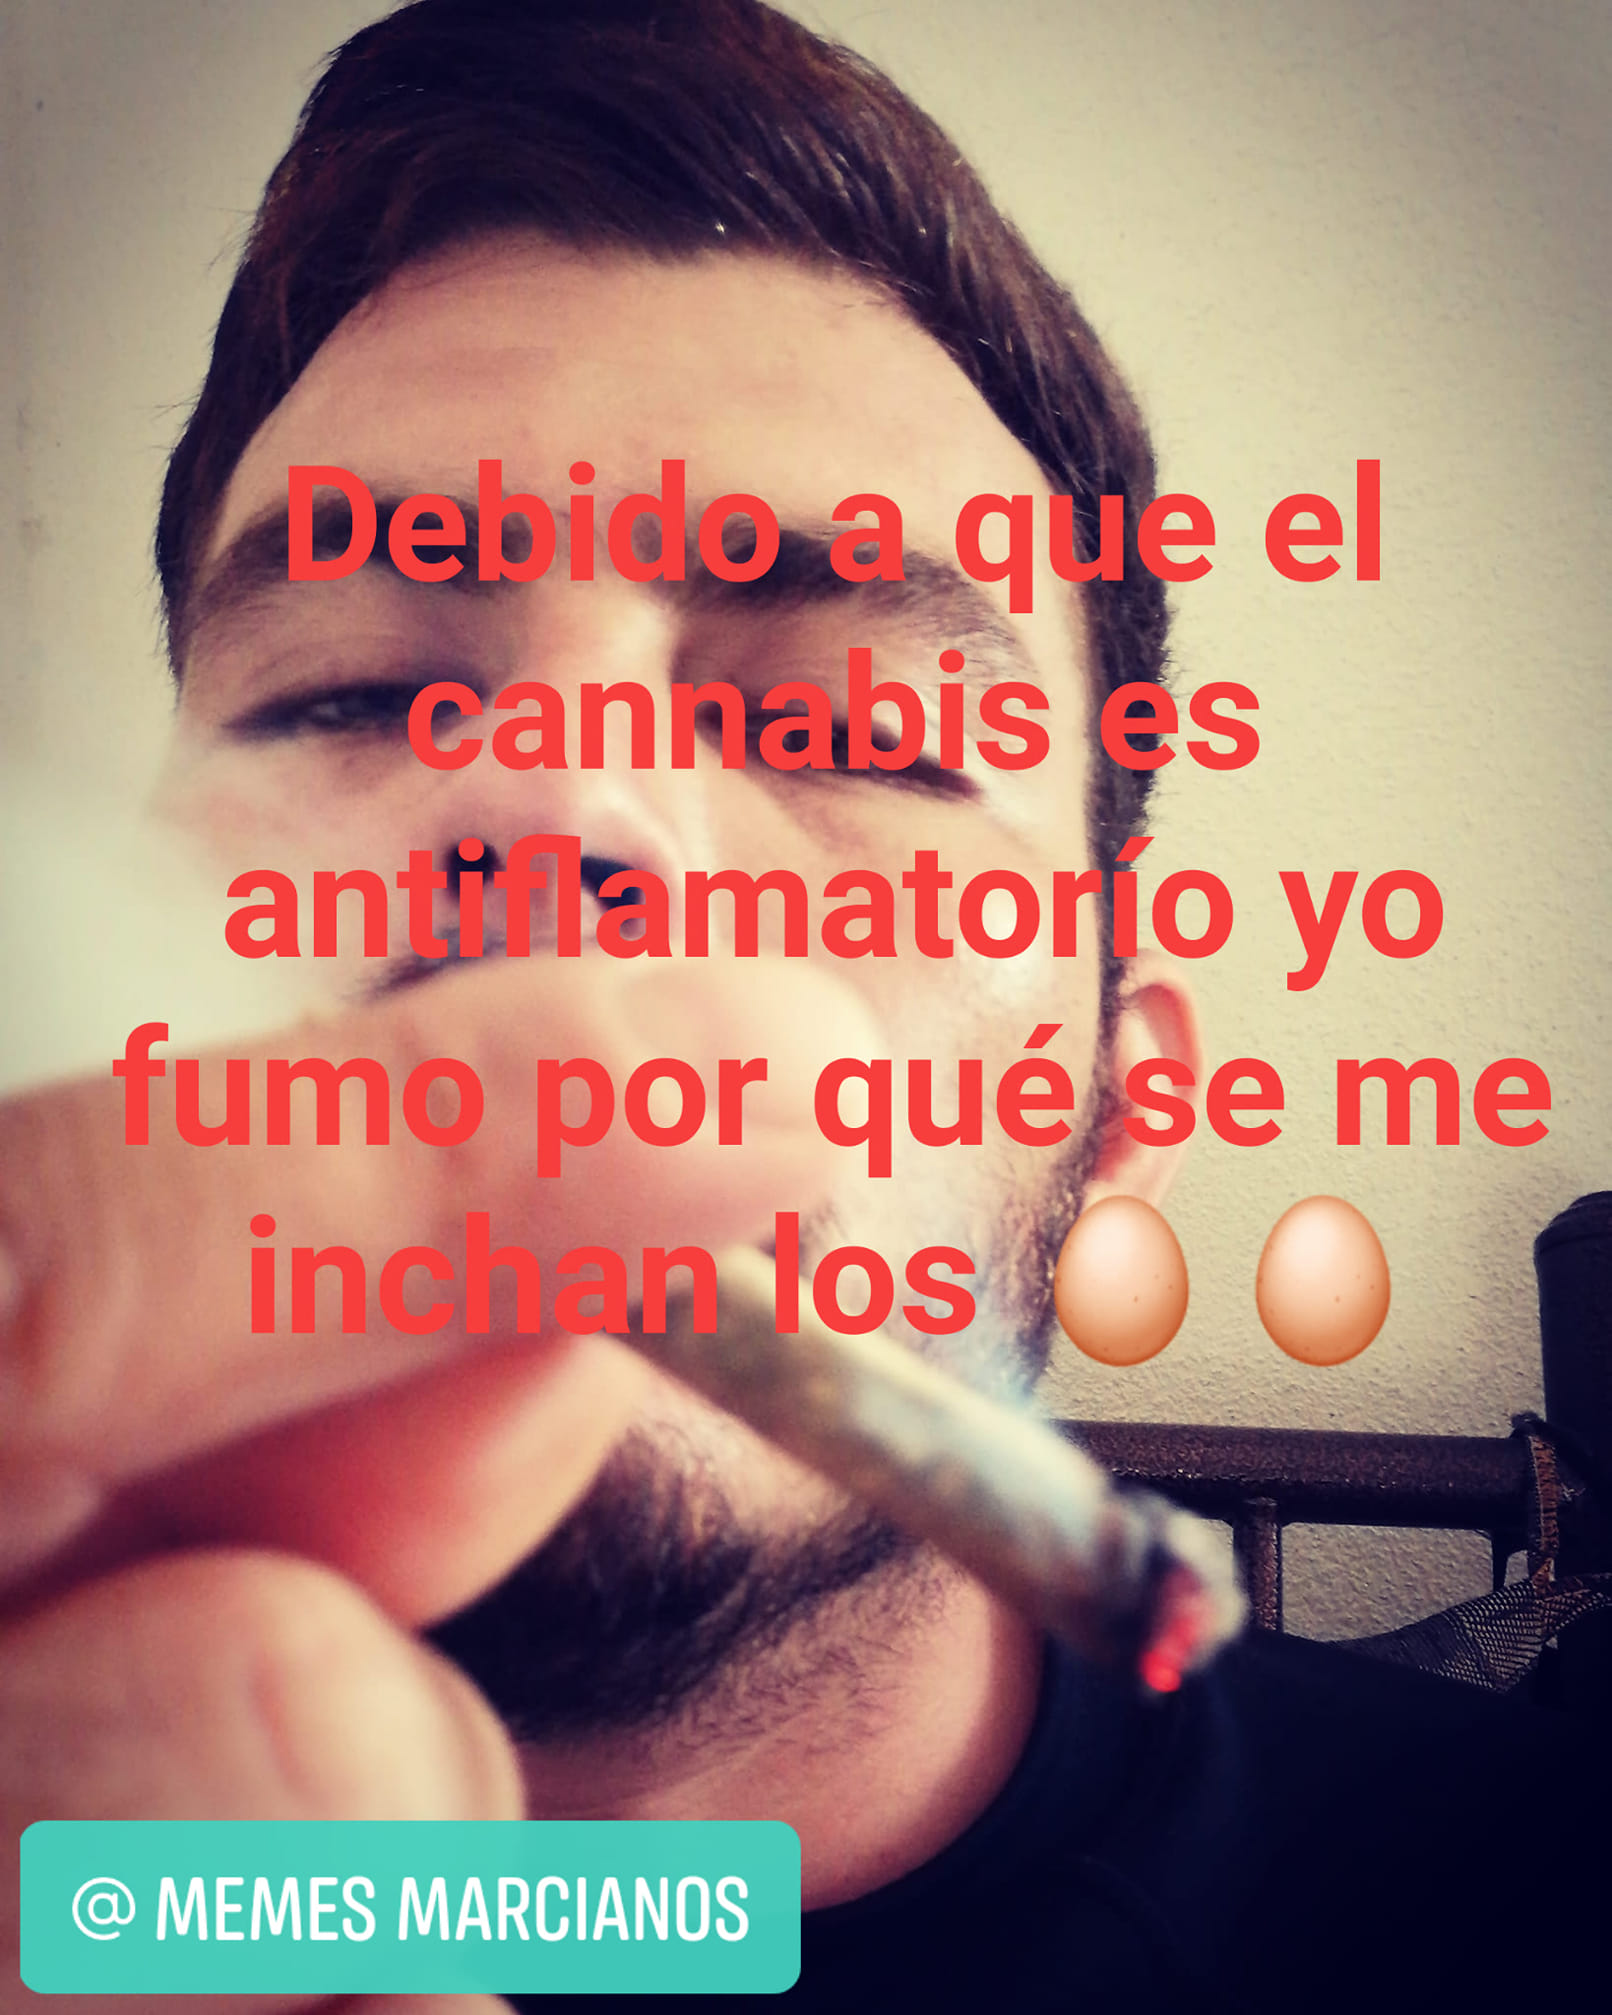 Debido a que el
cannabis es
antiflamatorío yo
fumo por qué se me
inchan los 🥚 🥚
@MEMES MARCIANOS